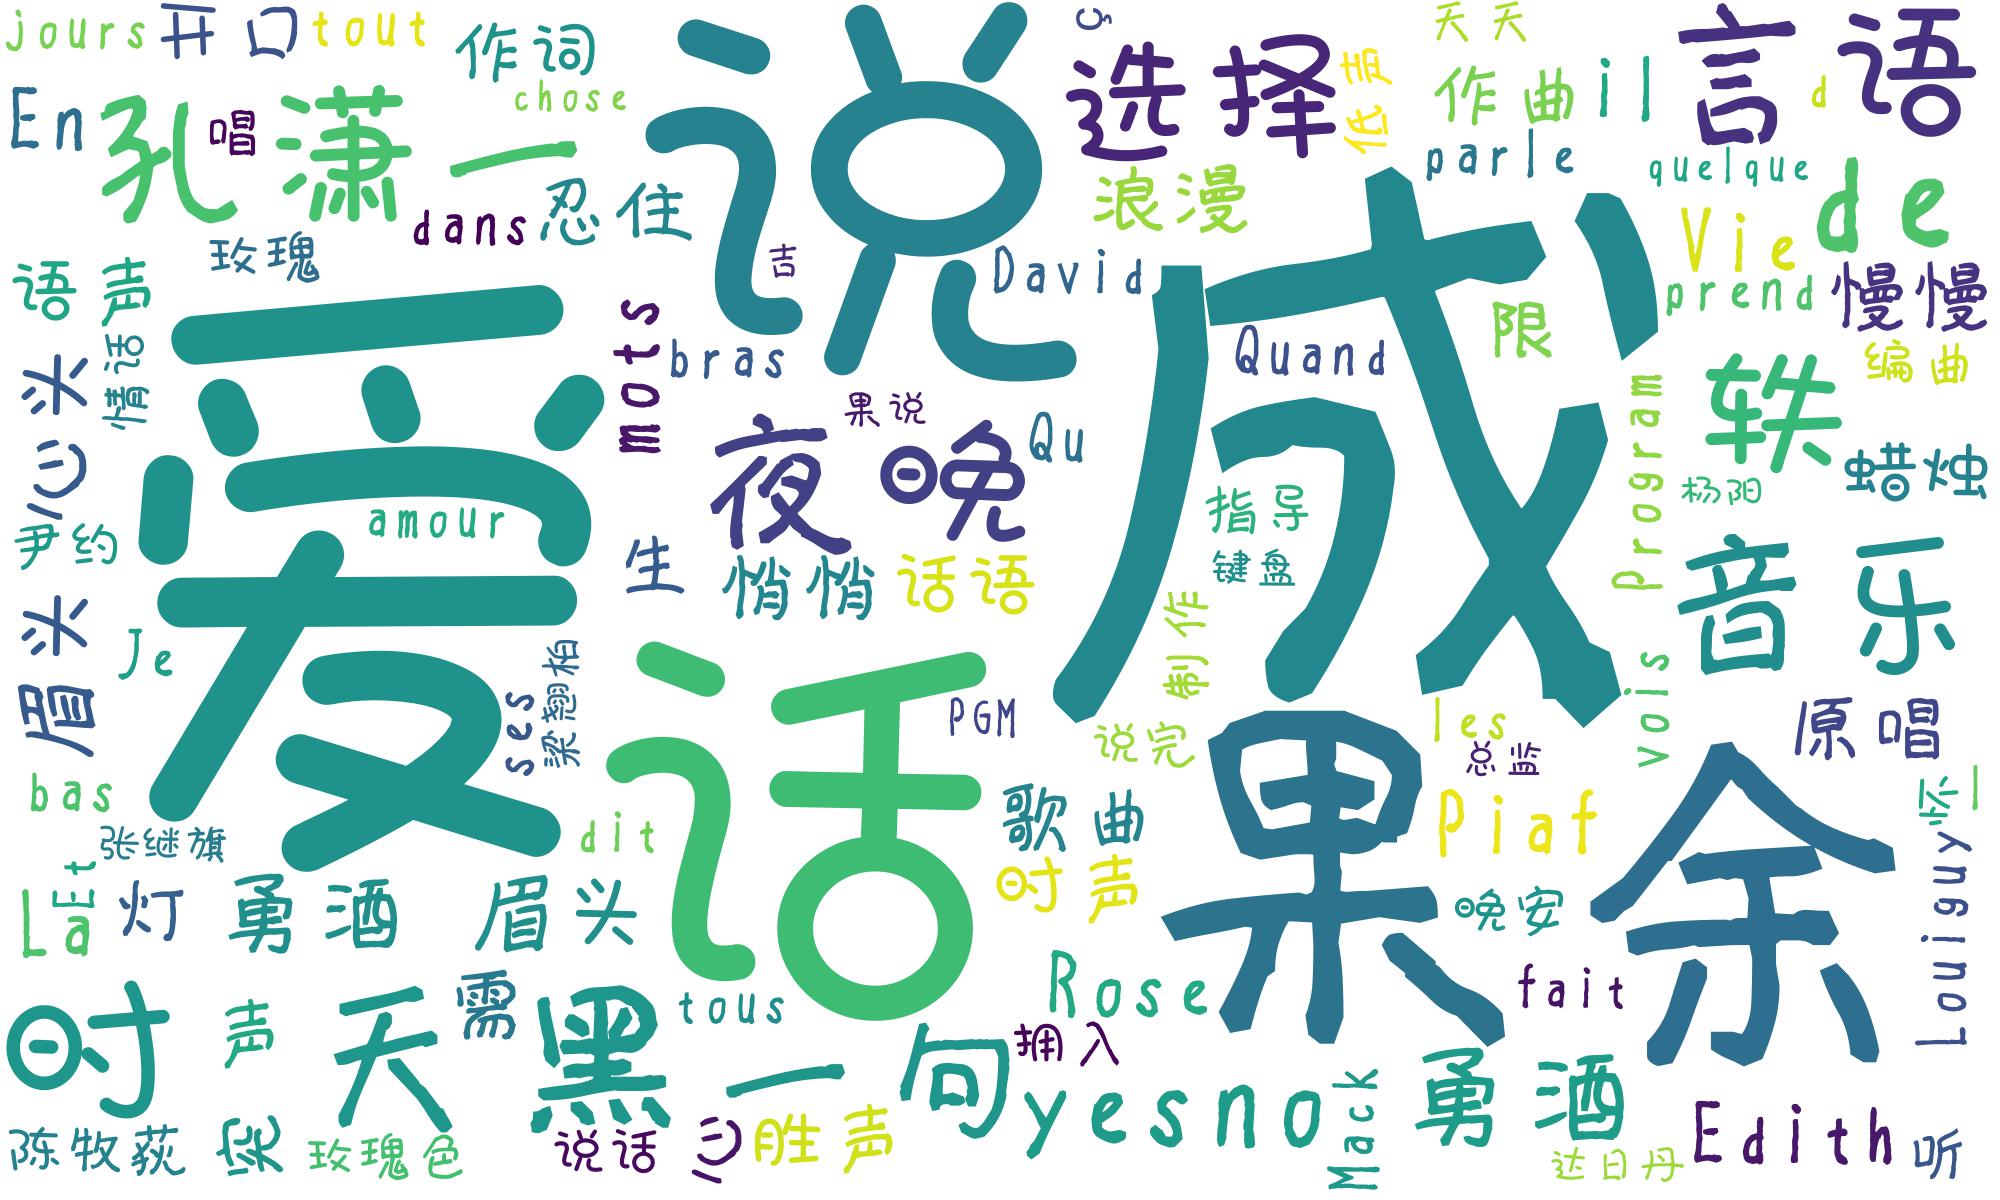 jours
开口
tout
作词
chose
说
ç
选择
低声
天天
作曲
il
言语
d
En
孔潇一
唱
dans
忍住
浪漫
parle
quelque
de
玫瑰
吉
David
成
Vie
prend
慢慢
语声
爱
mots
bras
Quand
限
编曲
心头
情话
果说
夜晚
Qu
Program
轶
蜡烛
杨阳
尹约
amour
生
悄悄
话语
指导
键盘
音乐
眉头
Je
ses
梁翘柏
话
PGM
制作
说完
les
总监
vois
原唱
bas
张继旗
dit
歌曲
果
Piaf
余
怀一
Et
La
灯
勇酒
眉头
时声
晚安
Louiguy
时
声
天黑
需
tous
Rose
fait
一句
拥入
yesno
Mack
勇酒
陈牧荻
玫瑰色
说话
心
胜声
达日丹
Edith
听